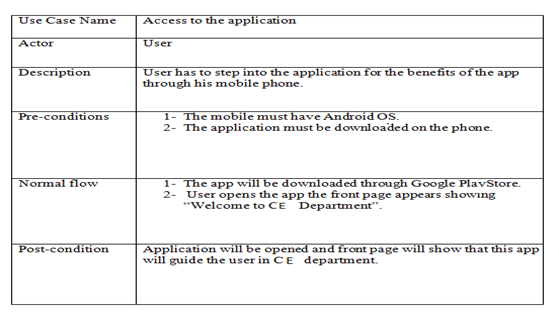 Use Case Name Access to the application
Actor User
Description User has to step into the application for the benefits of the app
through his mobile phone.
Pre-conditions 1- The mobile must have Android OS.
2- The application must be downloaded on the phone.
Normal flow 1- The app will be downloaded through Google PlayStore.
2- User opens the app the front page appears showing
“Welcome to CE Department”.
Post-condition Application will be opened and front page will show that this app
will guide the user in CE department.